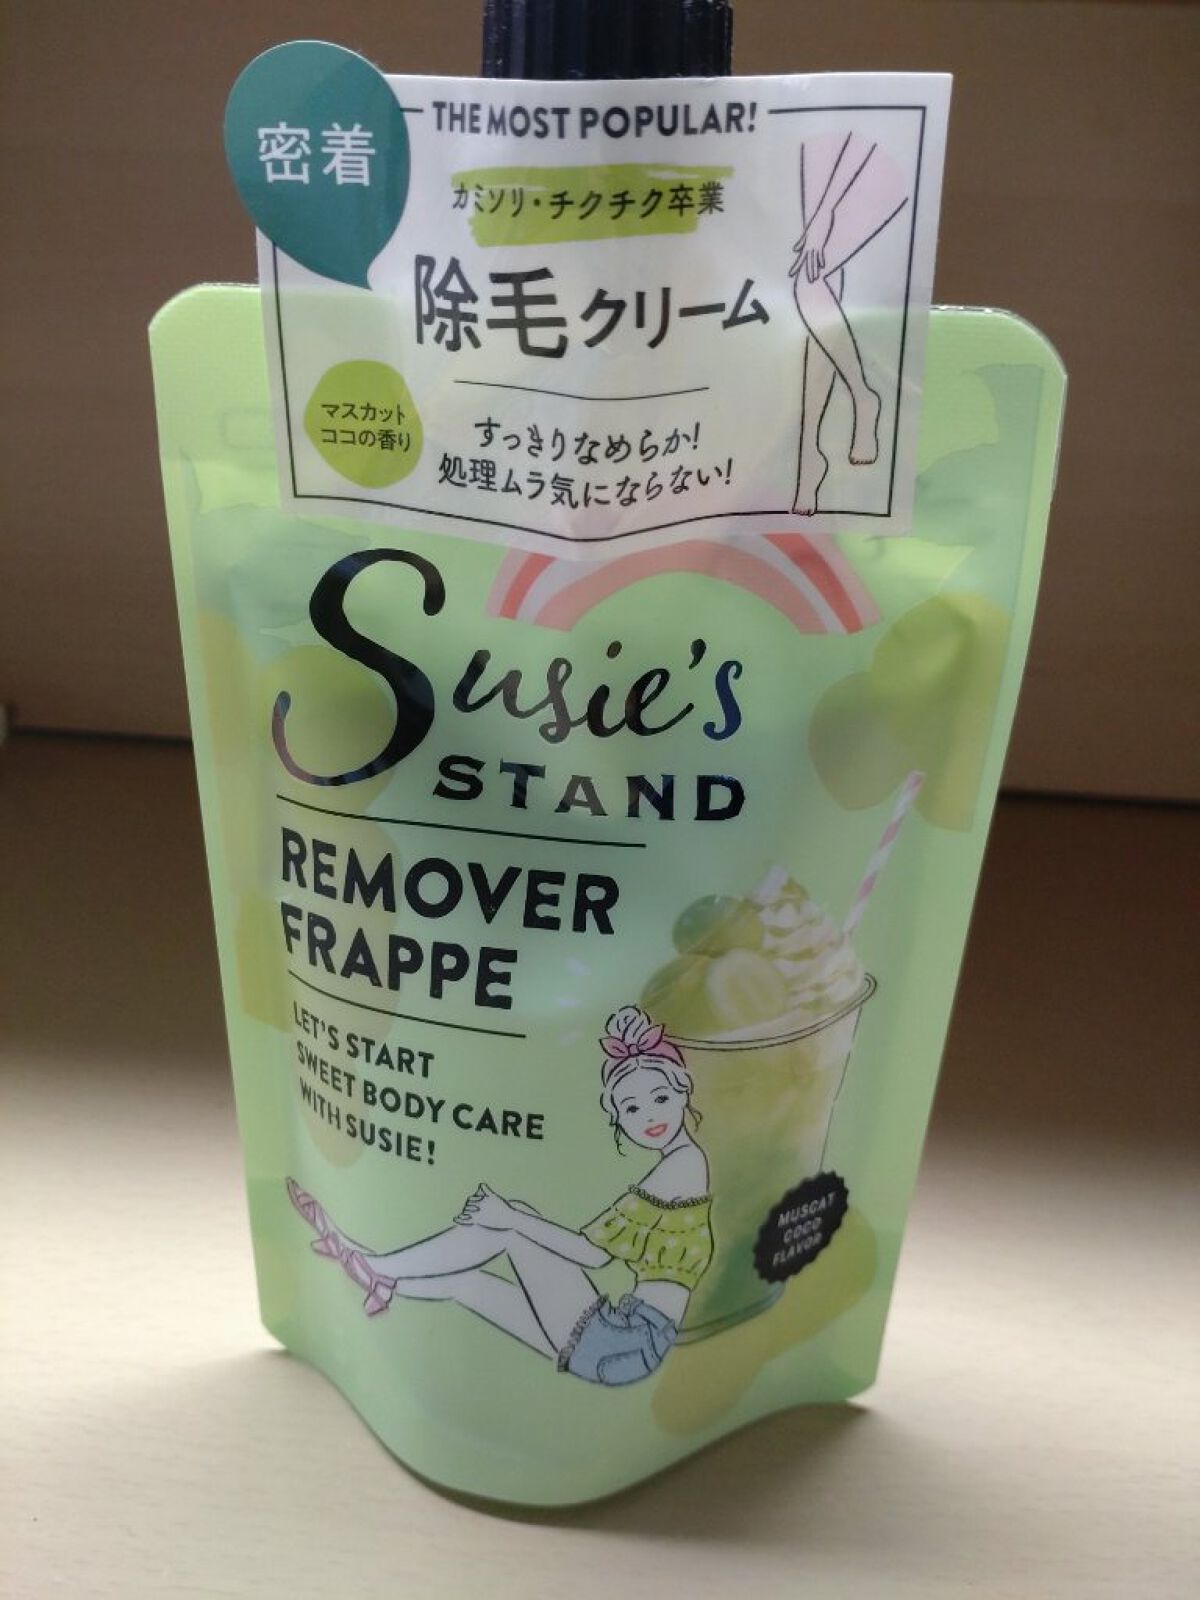 密着
THE MOST POPULAR!
カミソリ・チクチク卒業
除毛クリーム
マスカット
ココの香り
すっきりなめらか!
処理ムラ気にならない!
Susie's
STAND
REMOVER
FRAPPE
LET'S START
SWEET BODY CARE
WITH SUSIE!
MUSCAT
COCO
FLAVOR